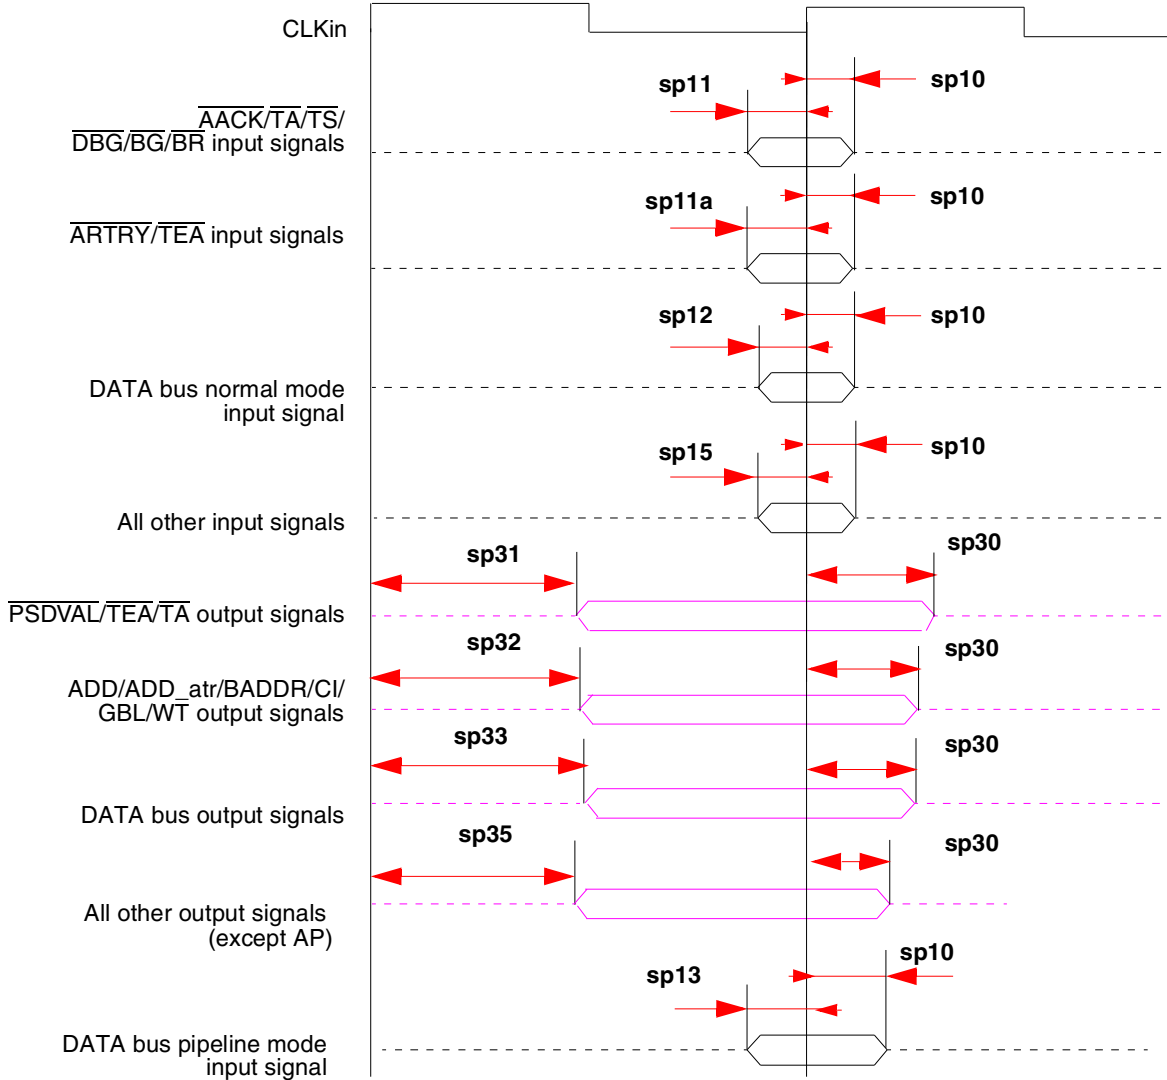 CLKin
sp11
sp10
AACK/TA/TS/
DBG/BG/BR input signals
sp11a
sp10
ARTRY/TEA input signals
sp12
sp10
DATA bus normal mode
input signal
sp15
sp10
All other input signals
sp31
sp30
PSDVAL/TEA/TA output signals
sp32
sp30
ADD/ADD_atr/BADDR/CI/
GBL/WT output signals
sp33
sp30
DATA bus output signals
sp35
sp30
All other output signals
(except AP)
sp10
sp13
DATA bus pipeline mode
input signal